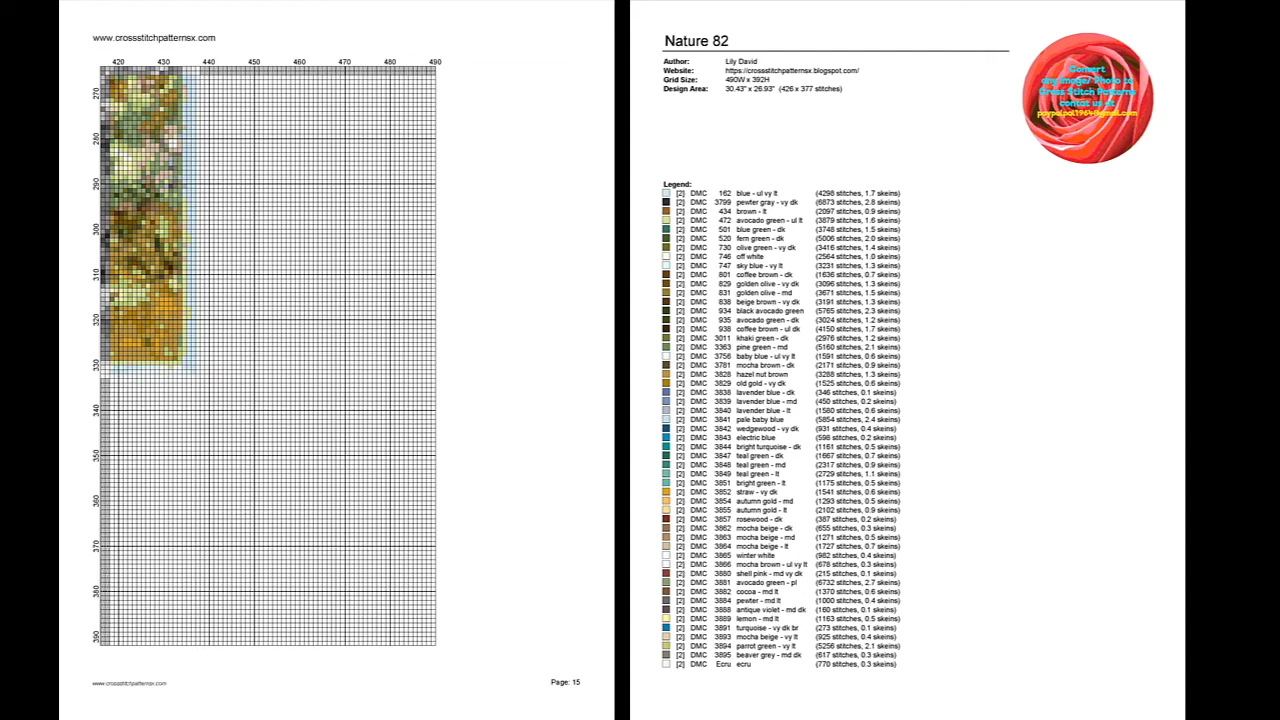 www.crossstitchpatternsx.com
420 430 440 450 460 470 480 490
270
280
290
300
310
320
330
340
350
360
370
380
390
www.crossstitchpatternsx.com
Page: 15
Nature 82
Author: Lily David
Website: https://crossstitchpatternsx.blogspot.com/
Grid Size: 490W x 392H
Design Area: 30.43" x 26.93" (426 x 377 stitches)
Convert
any Image/ Photo to
Cross Stitch Patterns
contat us at
paypalpal1964@gmail.com
Legend:
[2] DMC 162 blue - ul vy lt (4298 stitches, 1.7 skeins)
[2] DMC 3799 pewter gray - vy dk (6873 stitches, 2.8 skeins)
[2] DMC 434 brown - lt (2097 stitches, 0.9 skeins)
[2] DMC 472 avocado green - ul lt (3879 stitches, 1.6 skeins)
[2] DMC 501 blue green - dk (3748 stitches, 1.5 skeins)
[2] DMC 520 fern green - dk (5006 stitches, 2.0 skeins)
[2] DMC 730 olive green - vy dk (3416 stitches, 1.4 skeins)
[2] DMC 746 off white (2564 stitches, 1.0 skeins)
[2] DMC 747 sky blue - vy lt (3231 stitches, 1.3 skeins)
[2] DMC 801 coffee brown - dk (1636 stitches, 0.7 skeins)
[2] DMC 829 golden olive - vy dk (3096 stitches, 1.3 skeins)
[2] DMC 831 golden olive - md (3671 stitches, 1.5 skeins)
[2] DMC 838 beige brown - vy dk (3191 stitches, 1.3 skeins)
[2] DMC 934 black avocado green (5765 stitches, 2.3 skeins)
[2] DMC 935 avocado green - dk (3024 stitches, 1.2 skeins)
[2] DMC 938 coffee brown - ul dk (4150 stitches, 1.7 skeins)
[2] DMC 3011 khaki green - dk (2976 stitches, 1.2 skeins)
[2] DMC 3363 pine green - md (5160 stitches, 2.1 skeins)
[2] DMC 3756 baby blue - ul vy lt (1591 stitches, 0.6 skeins)
[2] DMC 3781 mocha brown - dk (2171 stitches, 0.9 skeins)
[2] DMC 3828 hazel nut brown (3288 stitches, 1.3 skeins)
[2] DMC 3829 old gold - vy dk (1525 stitches, 0.6 skeins)
[2] DMC 3838 lavender blue - dk (346 stitches, 0.1 skeins)
[2] DMC 3839 lavender blue - md (450 stitches, 0.2 skeins)
[2] DMC 3840 lavender blue - lt (1580 stitches, 0.6 skeins)
[2] DMC 3841 pale baby blue (5854 stitches, 2.4 skeins)
[2] DMC 3842 wedgewood - vy dk (931 stitches, 0.4 skeins)
[2] DMC 3843 electric blue (598 stitches, 0.2 skeins)
[2] DMC 3844 bright turquoise - dk (1161 stitches, 0.5 skeins)
[2] DMC 3847 teal green - dk (1667 stitches, 0.7 skeins)
[2] DMC 3848 teal green - md (2317 stitches, 0.9 skeins)
[2] DMC 3849 teal green - lt (2729 stitches, 1.1 skeins)
[2] DMC 3851 bright green - lt (1175 stitches, 0.5 skeins)
[2] DMC 3852 straw - vy dk (1541 stitches, 0.6 skeins)
[2] DMC 3854 autumn gold - md (1293 stitches, 0.5 skeins)
[2] DMC 3855 autumn gold - lt (2102 stitches, 0.9 skeins)
[2] DMC 3857 rosewood - dk (387 stitches, 0.2 skeins)
[2] DMC 3862 mocha beige - dk (655 stitches, 0.3 skeins)
[2] DMC 3863 mocha beige - md (1271 stitches, 0.5 skeins)
[2] DMC 3864 mocha beige - lt (1727 stitches, 0.7 skeins)
[2] DMC 3865 winter white (982 stitches, 0.4 skeins)
[2] DMC 3866 mocha brown - ul vy lt (678 stitches, 0.3 skeins)
[2] DMC 3880 shell pink - md vy dk (215 stitches, 0.1 skeins)
[2] DMC 3881 avocado green - pl (6732 stitches, 2.7 skeins)
[2] DMC 3882 cocoa - md lt (1370 stitches, 0.6 skeins)
[2] DMC 3884 pewter - md lt (1000 stitches, 0.4 skeins)
[2] DMC 3888 antique violet - md dk (160 stitches, 0.1 skeins)
[2] DMC 3889 lemon - md lt (1163 stitches, 0.5 skeins)
[2] DMC 3891 turquoise - vy dk br (273 stitches, 0.1 skeins)
[2] DMC 3893 mocha beige - vy lt (925 stitches, 0.4 skeins)
[2] DMC 3894 parrot green - vy lt (5256 stitches, 2.1 skeins)
[2] DMC 3895 beaver grey - md dk (617 stitches, 0.3 skeins)
[2] DMC Ecru ecru (770 stitches, 0.3 skeins)